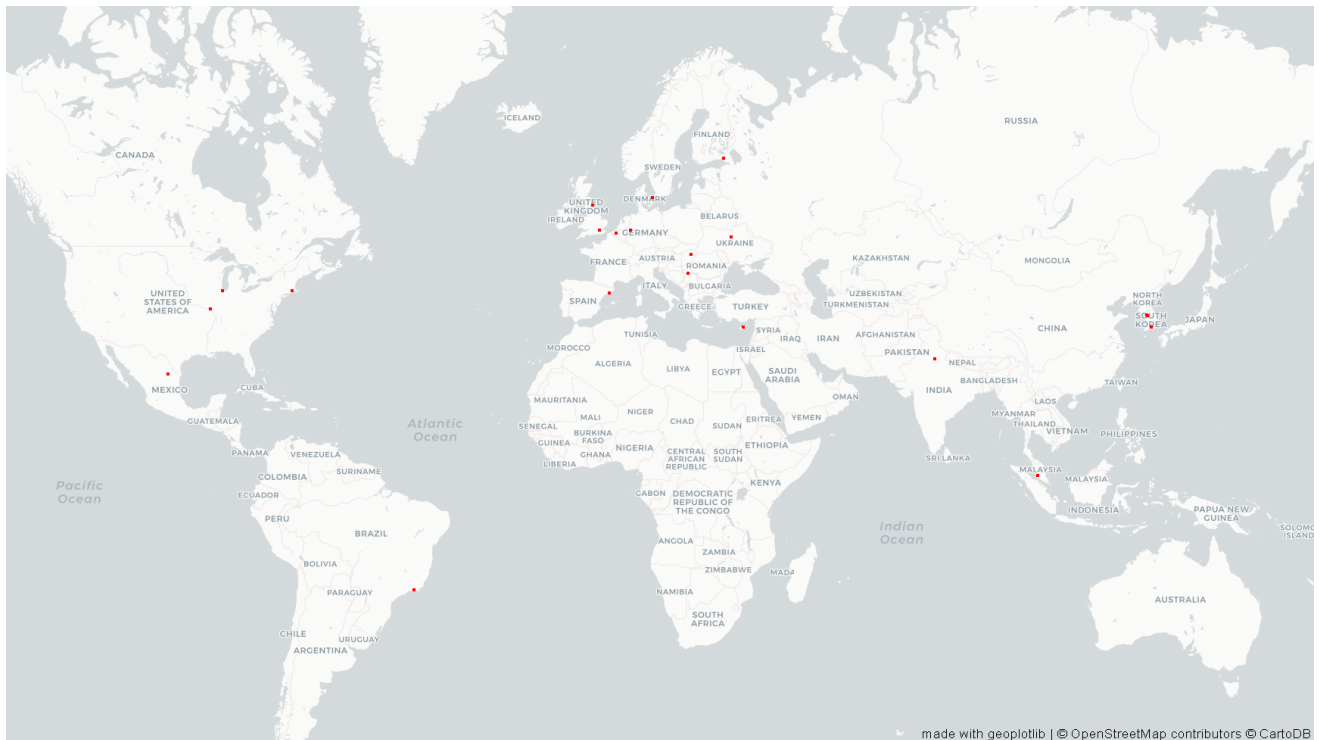 ICELAND
RUSSIA
FINLAND
CANADA
SWEDEN
DENMARK
UNITED
KINGDOM
IRELAND
BELARUS
GERMANY
UKRAINE
AUSTRIA
FRANCE
ROMANIA
KAZAKHSTAN
MONGOLIA
ITALY
BULGARIA
UZBEKISTAN
NORTH
KOREA
UNITED
STATES OF
AMERICA
SPAIN
GREECE
TURKEY
TURKMENISTAN
SOUTH
KOREA
JAPAN
TUNISIA
SYRIA
IRAQ
IRAN
AFGHANISTAN
CHINA
MOROCCO
ISRAEL
PAKISTAN
ALGERIA
LIBYA
EGYPT
SAUDI
ARABIA
NEPAL
MEXICO
CUBA
INDIA
BANGLADESH
TAIWAN
MAURITANIA
OMAN
LAOS
GUATEMALA
MALI
NIGER
CHAD
SUDAN
ERITREA
YEMEN
MYANMAR
THAILAND
VIETNAM
PHILIPPINES
Atlantic
Ocean
SENEGAL
BURKINA
FASO
GUINEA
GHANA
NIGERIA
CENTRAL
AFRICAN
REPUBLIC
SOUTH
SUDAN
ETHIOPIA
PANAMA
VENEZUELA
LIBERIA
SRI LANKA
COLOMBIA
SURINAME
MALAYSIA
MALAYSIA
Pacific
Ocean
ECUADOR
GABON
DEMOCRATIC
REPUBLIC OF
THE CONGO
KENYA
INDONESIA
PAPUA NEW
GUINEA
PERU
BRAZIL
Indian
Ocean
SOLOMO
ISLAND
ANGOLA
ZAMBIA
BOLIVIA
ZIMBABWE
MADA
PARAGUAY
NAMIBIA
AUSTRALIA
SOUTH
AFRICA
CHILE
URUGUAY
ARGENTINA
made with geoplotlib | © OpenStreetMap contributors © CartoDB